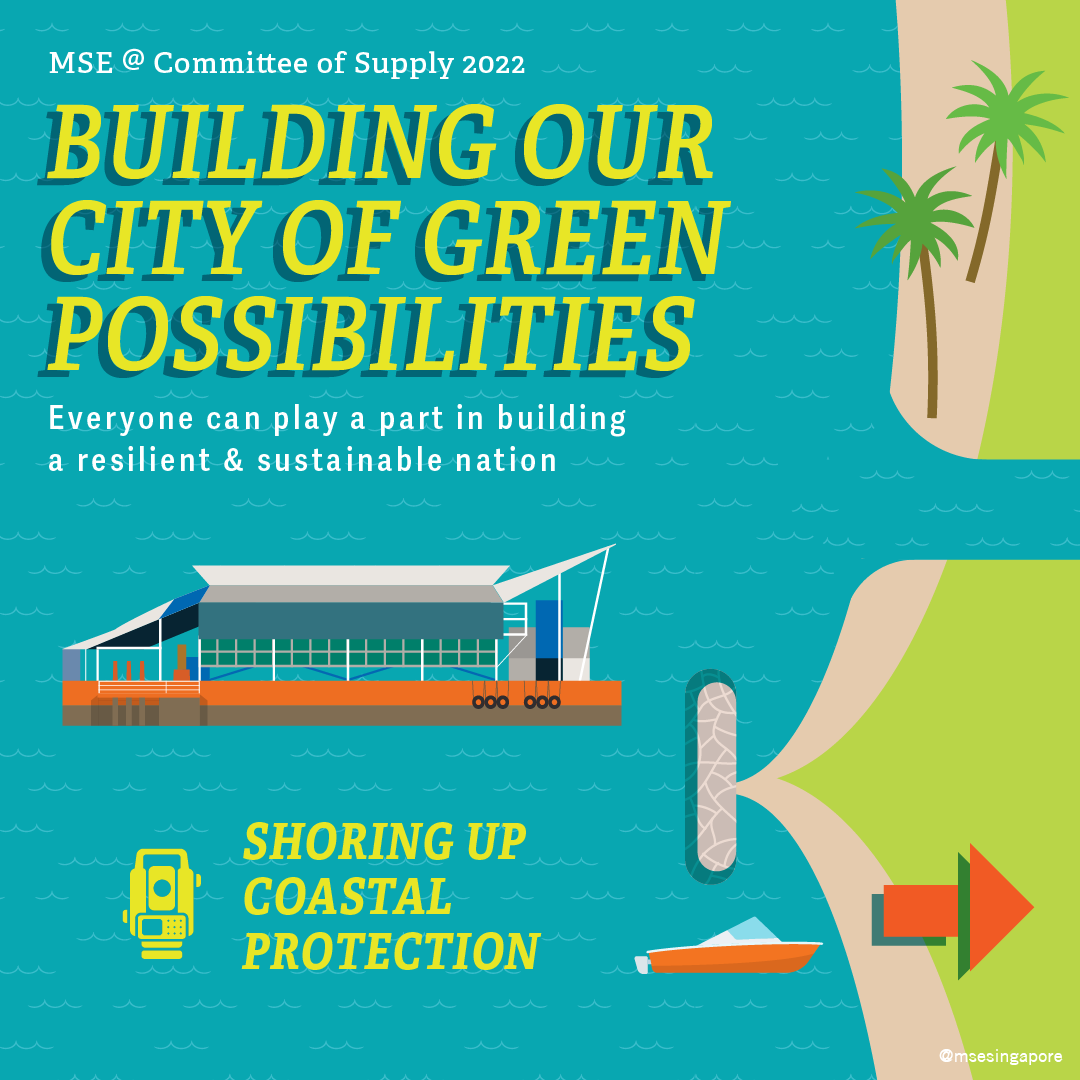 MSE @ Committee of Supply 2022
BUILDING OUR
CITY OF GREEN
POSSIBILITIES
Everyone can play a part in building
a resilient & sustainable nation
SHORING UP
COASTAL
PROTECTION
@msesingapore